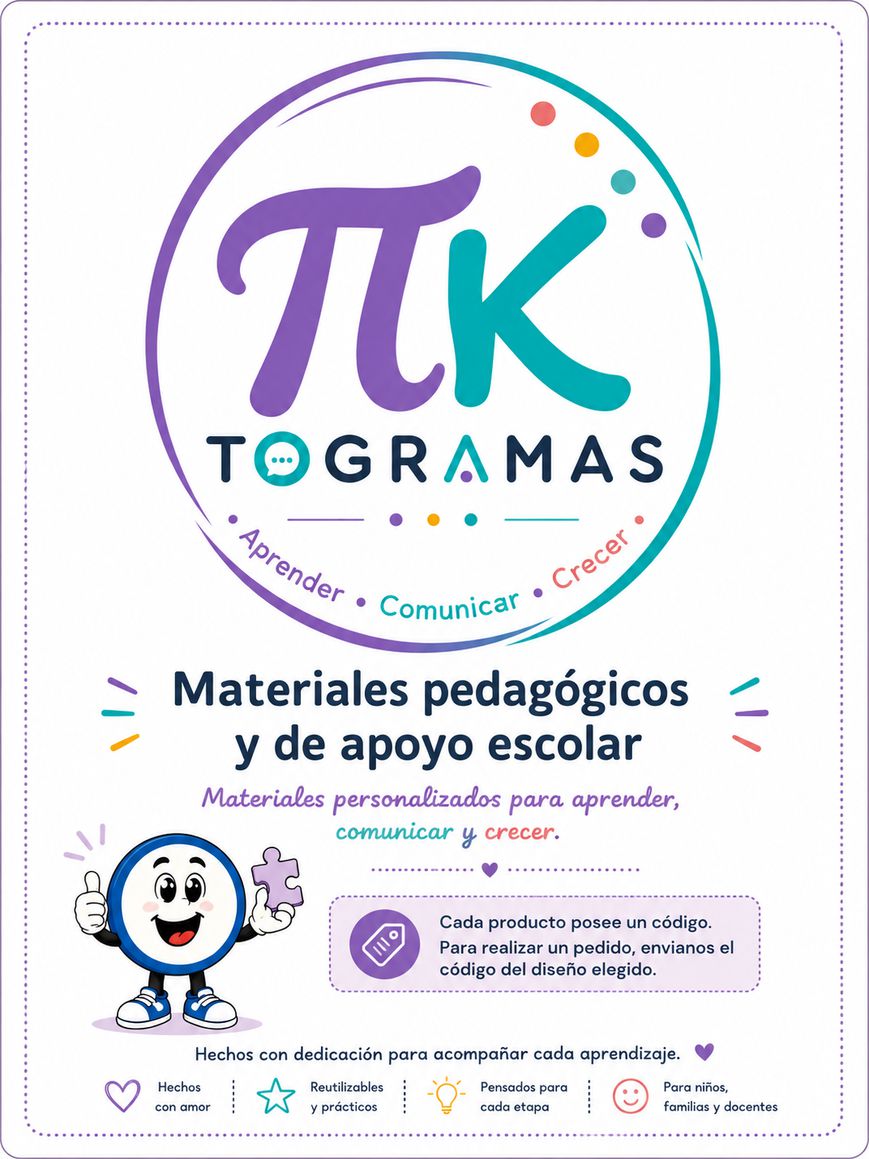 πK
TOGRAMAS
• Aprender • Comunicar • Crecer •
Materiales pedagógicos
y de apoyo escolar
Materiales personalizados para aprender,
comunicar y crecer.
Cada producto posee un código.
Para realizar un pedido, envianos el
código del diseño elegido.
Hechos con dedicación para acompañar cada aprendizaje.
Hechos
con amor
Reutilizables
y prácticos
Pensados para
cada etapa
Para niños,
familias y docentes